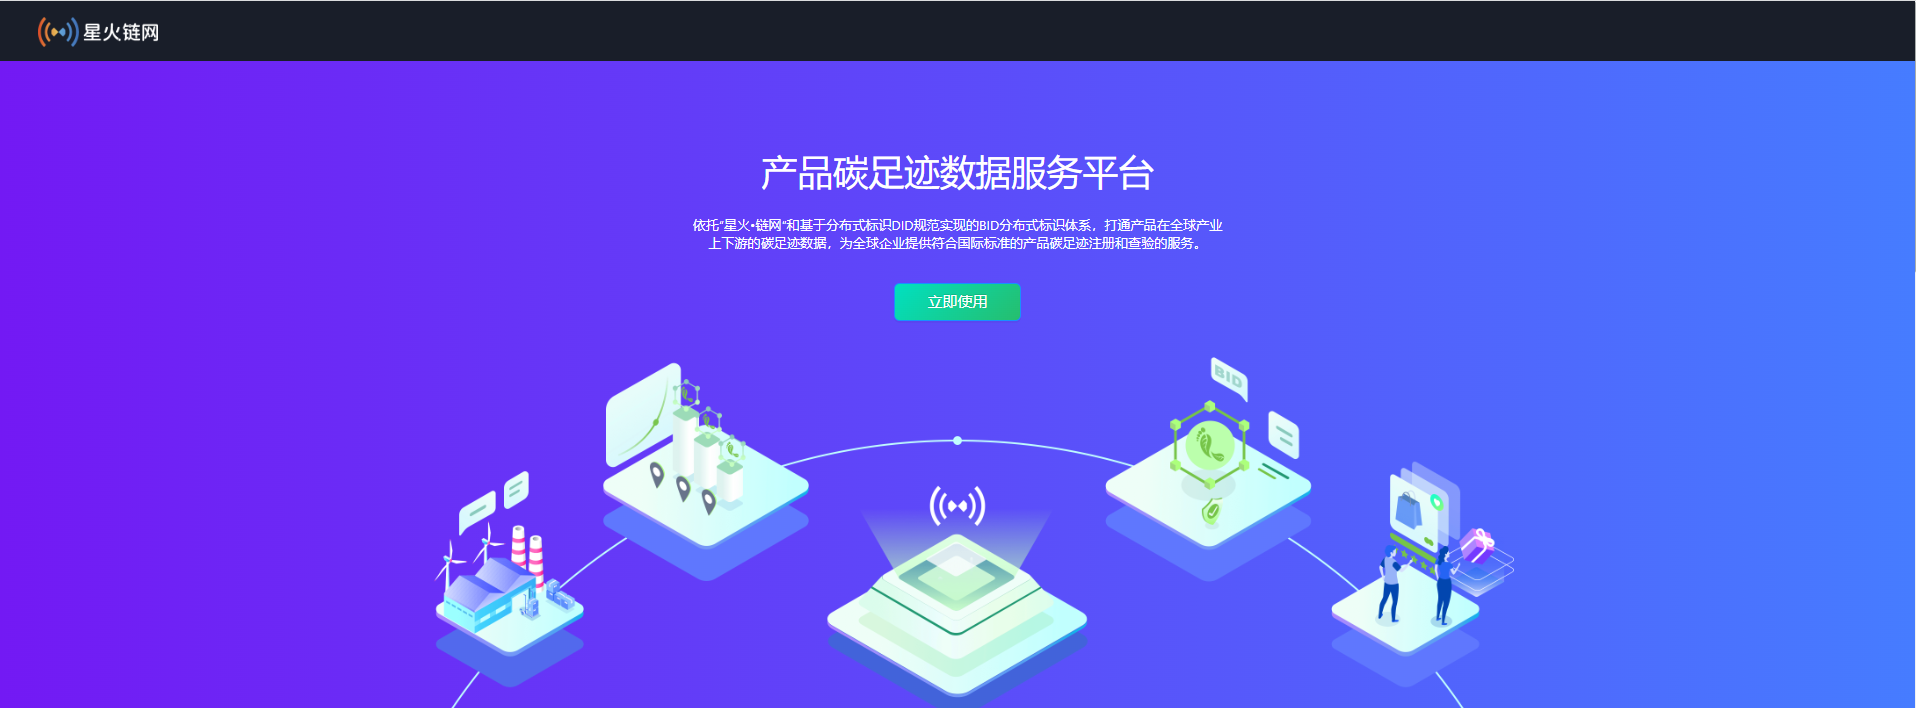 星火链网
产品碳足迹数据服务平台
依托“星火•链网”和基于分布式标识DID规范实现的BID分布式标识体系，打通产品在全球产业
上下游的碳足迹数据，为全球企业提供符合国际标准的产品碳足迹注册和查验的服务。
立即使用
BID